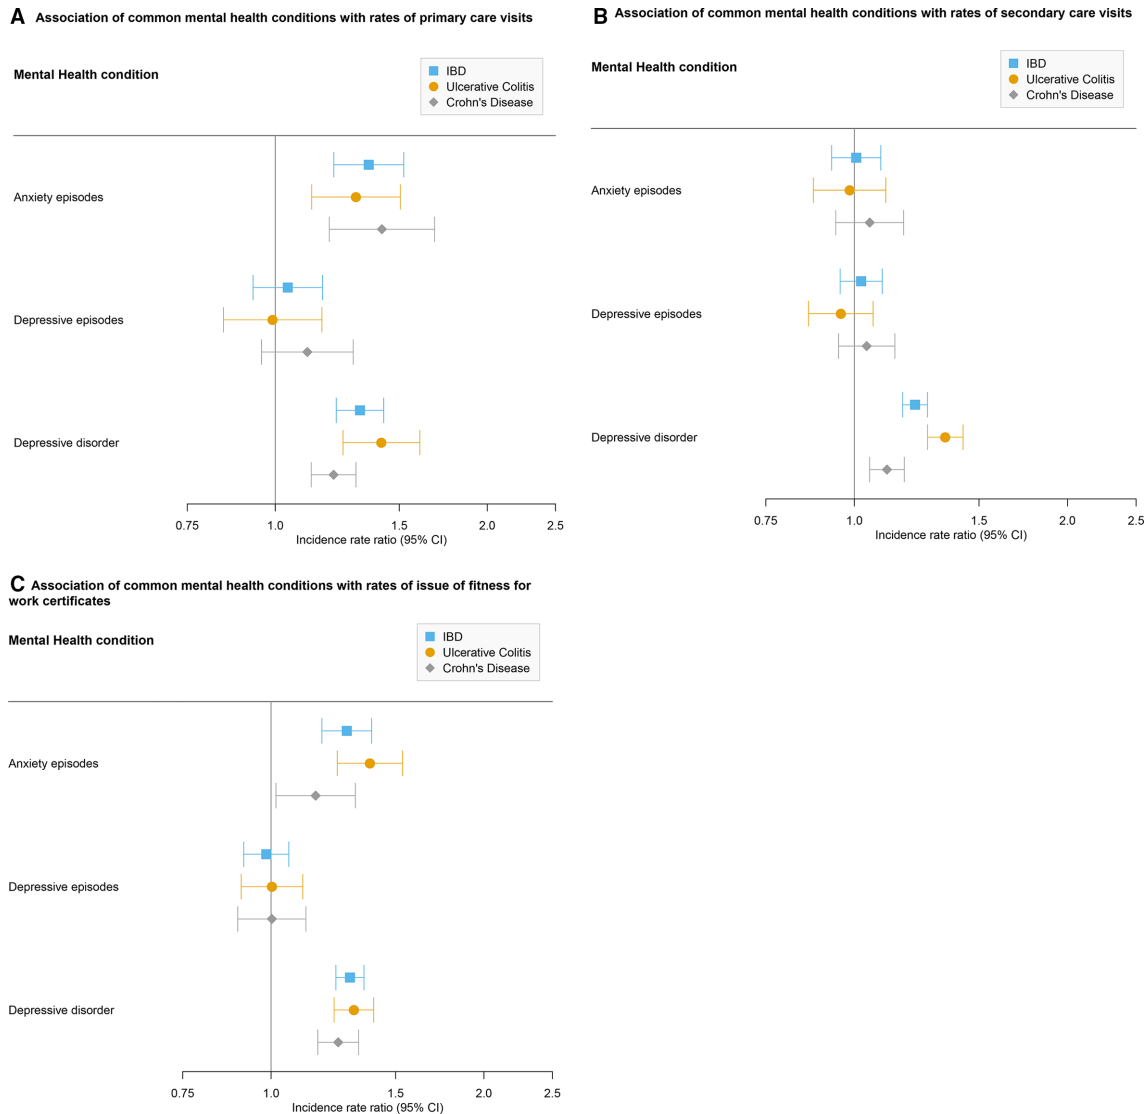 A Association of common mental health conditions with rates of primary care visits
Mental Health condition
IBD
Ulcerative Colitis
Crohn's Disease
Anxiety episodes
Depressive episodes
Depressive disorder
0.75 1.0 1.5 2.0 2.5
Incidence rate ratio (95% CI)
B Association of common mental health conditions with rates of secondary care visits
Mental Health condition
IBD
Ulcerative Colitis
Crohn's Disease
Anxiety episodes
Depressive episodes
Depressive disorder
0.75 1.0 1.5 2.0 2.5
Incidence rate ratio (95% CI)
C Association of common mental health conditions with rates of issue of fitness for
work certificates
Mental Health condition
IBD
Ulcerative Colitis
Crohn's Disease
Anxiety episodes
Depressive episodes
Depressive disorder
0.75 1.0 1.5 2.0 2.5
Incidence rate ratio (95% CI)